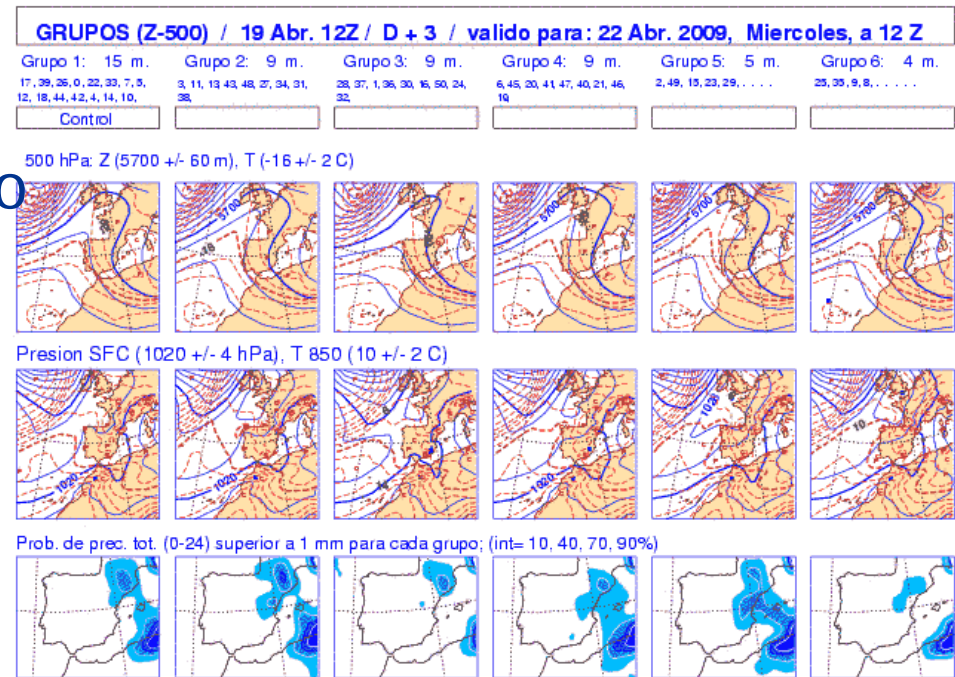 GRUPOS (Z-500) / 19 Abr. 12Z / D + 3 / valido para: 22 Abr. 2009, Miercoles, a 12 Z
Grupo 1: 15 m. Grupo 2: 9 m. Grupo 3: 9 m. Grupo 4: 9 m. Grupo 5: 5 m. Grupo 6: 4 m.
17, 39, 26, 0, 22, 33, 7, 5, 3, 11, 13, 43, 48, 27, 34, 31, 28, 37, 1, 36, 30, 16, 50, 24, 6, 45, 20, 41, 47, 40, 21, 46, 2, 49, 15, 23, 29, . . . . 25, 35, 9, 8, . . . . .
12, 18, 44, 42, 4, 14, 10, 38, 32, 19,
Control
500 hPa: Z (5700 +/- 60 m), T (-16 +/- 2 C)
O
5700 5700 5700 5700
-16
Presion SFC (1020 +/- 4 hPa), T 850 (10 +/- 2 C)
1028
10
1020 1020 1020
Prob. de prec. tot. (0-24) superior a 1 mm para cada grupo; (int= 10, 40, 70, 90%)